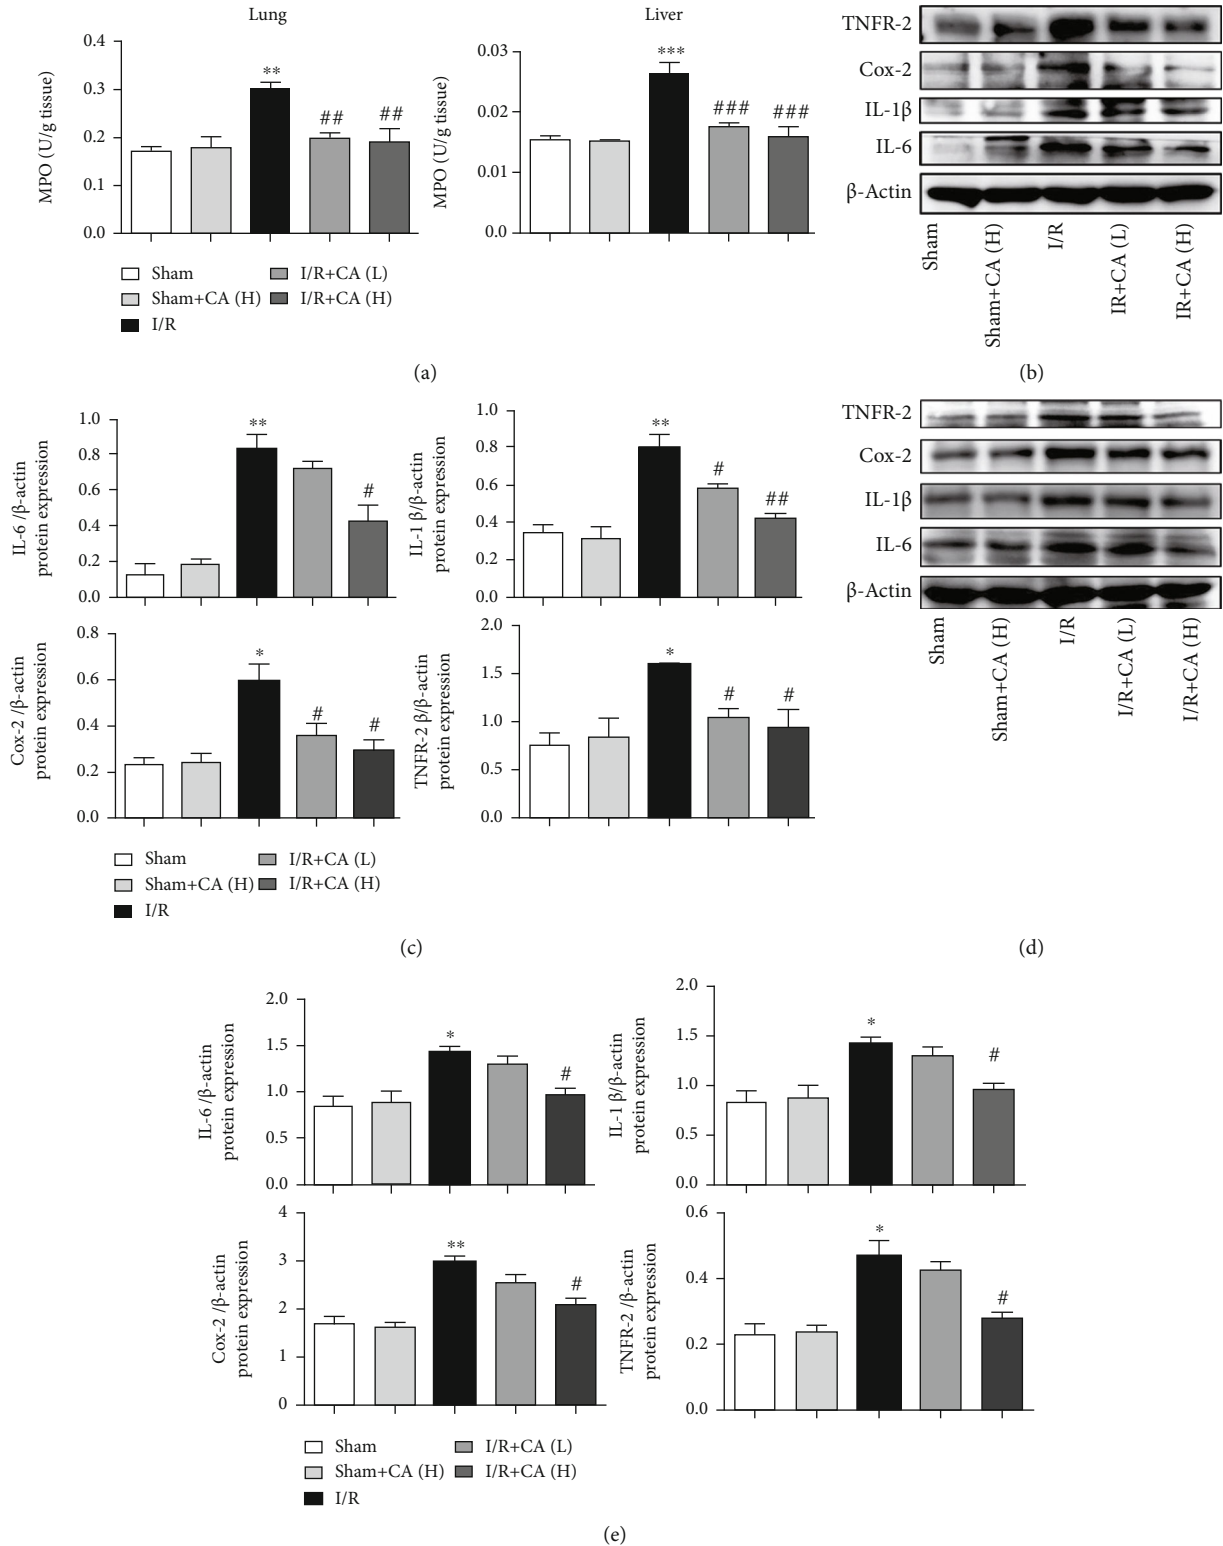 Lung
MPO (U/g tissue)
0.4
0.3
0.2
0.1
0.0
**
##
##
Liver
MPO (U/g tissue)
0.03
0.02
0.01
0.0
***
###
###
Sham
I/R+CA (L)
Sham+CA (H)
I/R+CA (H)
I/R
(a)
TNFR-2
Cox-2
IL-1β
IL-6
β-Actin
Sham
Sham+CA (H)
I/R
IR+CA (L)
IR+CA (H)
(b)
IL-6 /β-actin
protein expression
1.0
0.8
0.6
0.4
0.2
0.0
**
#
IL-1 β/β-actin
protein expression
1.0
0.8
0.6
0.4
0.2
0.0
**
#
##
Cox-2 /β-actin
protein expression
0.8
0.6
0.4
0.2
0.0
*
#
#
TNFR-2 β/β-actin
protein expression
2.0
1.5
1.0
0.5
0.0
*
#
#
Sham
I/R+CA (L)
Sham+CA (H)
I/R+CA (H)
I/R
(c)
TNFR-2
Cox-2
IL-1β
IL-6
β-Actin
Sham
Sham+CA (H)
I/R
I/R+CA (L)
I/R+CA (H)
(d)
IL-6 /β-actin
protein expression
2.0
1.5
1.0
0.5
0.0
*
#
IL-1 β/β-actin
protein expression
2.0
1.5
1.0
0.5
0.0
*
#
Cox-2 /β-actin
protein expression
4
3
2
1
0
**
#
TNFR-2 /β-actin
protein expression
0.6
0.4
0.2
0.0
*
#
Sham
I/R+CA (L)
Sham+CA (H)
I/R+CA (H)
I/R
(e)